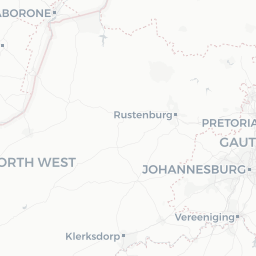 ABORONE
Rustenburg
PRETORIA
GAUT
ORTH WEST
JOHANNESBURG
Vereeniging
Klerksdorp